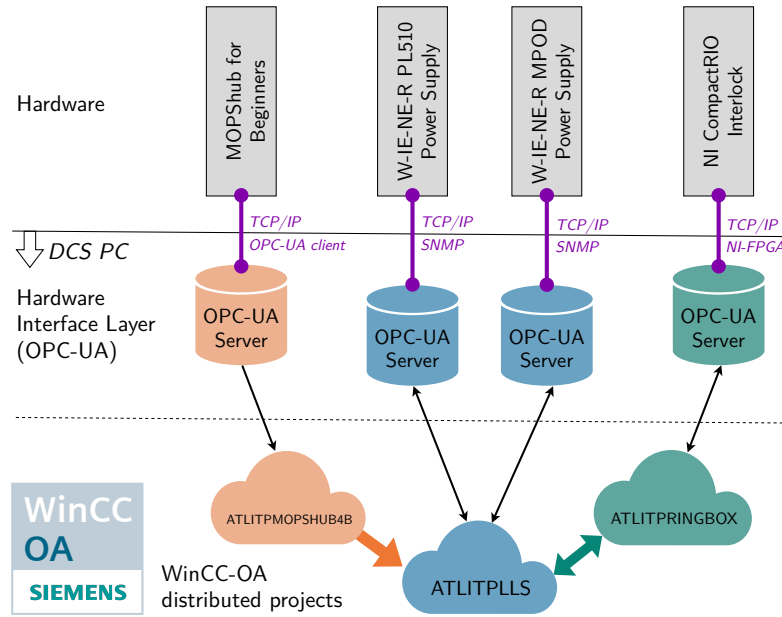 Hardware
MOPShub for
Beginners
W-IE-NE-R PL510
Power Supply
W-IE-NE-R MPOD
Power Supply
NI CompactRIO
Interlock
TCP/IP
OPC-UA client
TCP/IP
SNMP
TCP/IP
SNMP
TCP/IP
NI-FPGA
DCS PC
Hardware
Interface Layer
(OPC-UA)
OPC-UA
Server
OPC-UA
Server
OPC-UA
Server
OPC-UA
Server
ATLITPMOPSHUB4B
ATLITPLLS
ATLITPRINGBOX
WinCC
OA
SIEMENS
WinCC-OA
distributed projects